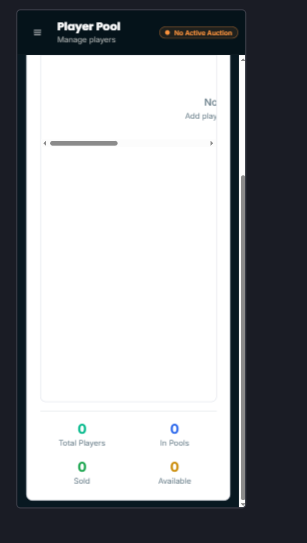 Player Pool
Manage players
No Active Auction
No
Add play
0
Total Players
0
In Pools
0
Sold
0
Available